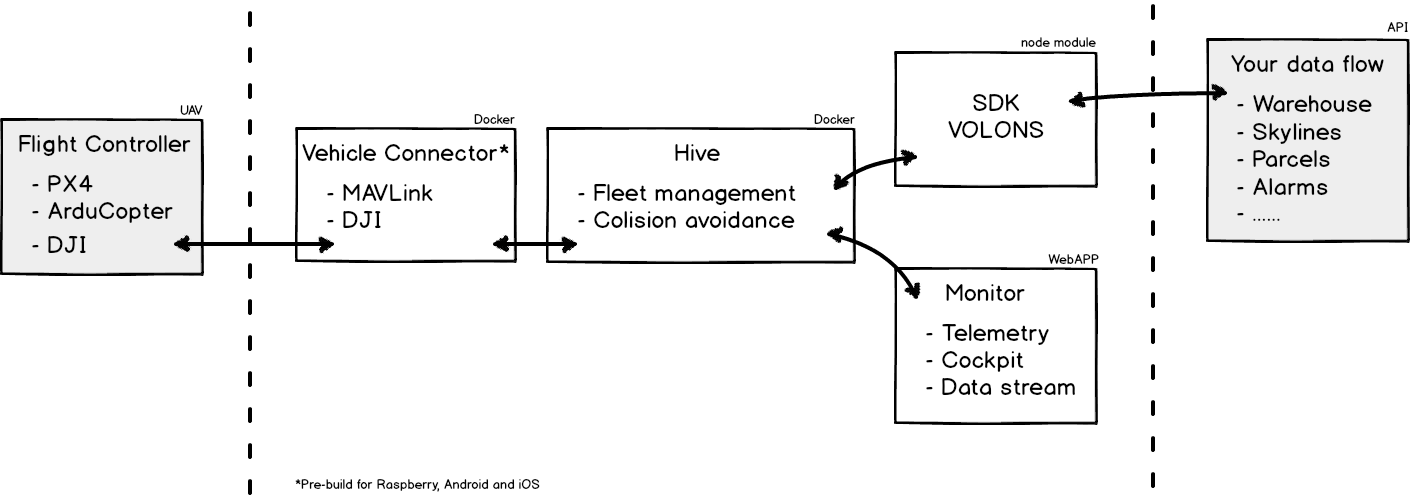 UAV
Flight Controller
- PX4
- ArduCopter
- DJI
Docker
Vehicle Connector*
- MAVLink
- DJI
Docker
Hive
- Fleet management
- Colision avoidance
node module
SDK
VOLONS
WebAPP
Monitor
- Telemetry
- Cockpit
- Data stream
API
Your data flow
- Warehouse
- Skylines
- Parcels
- Alarms
- ......
*Pre-build for Raspberry, Android and iOS